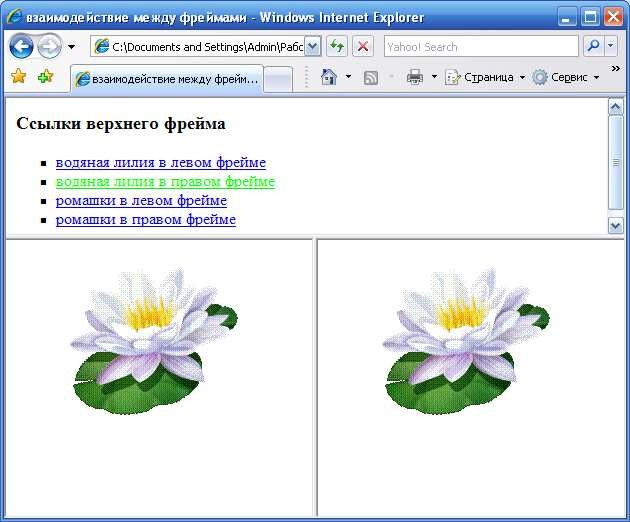 взаимодействие между фреймами - Windows Internet Explorer
C:\Documents and Settings\Admin\Рабс
Yahoo! Search
взаимодействие между фрейм...
Страница
Сервис
»
Ссылки верхнего фрейма
водяная лилия в левом фрейме
водяная лилия в правом фрейме
ромашки в левом фрейме
ромашки в правом фрейме